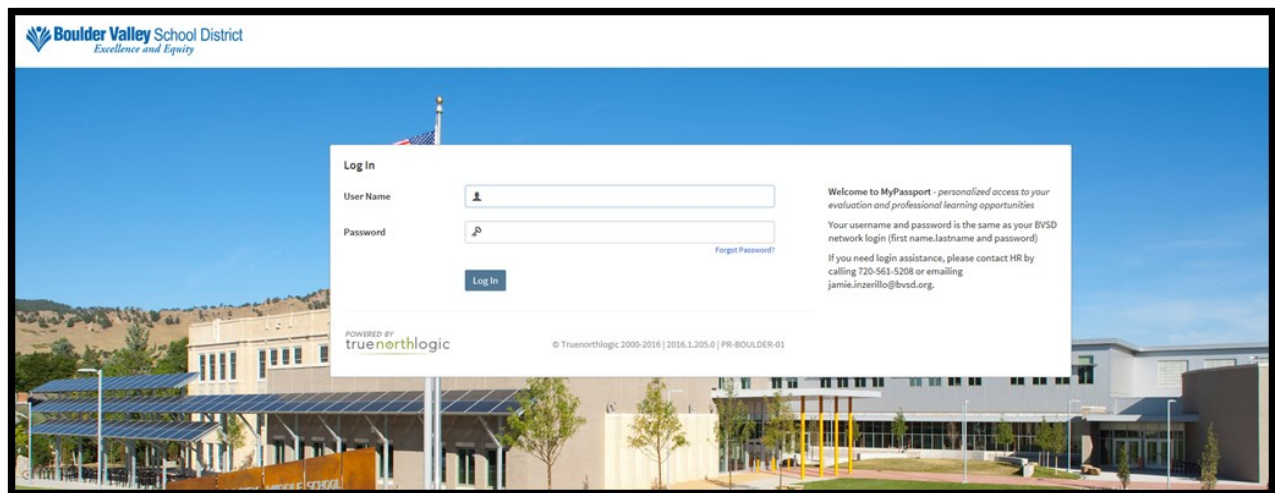 Boulder Valley School District
Excellence and Equity
Log In
User Name
Password
Forgot Password?
Log In
Welcome to MyPassport - personalized access to your
evaluation and professional learning opportunities
Your username and password is the same as your BVSD
network login (first name.lastname and password)
If you need login assistance, please contact HR by
calling 720-561-5208 or emailing
jamie.inzerillo@bvsd.org.
POWERED BY
truenorthlogic
© Truenorthlogic 2000-2016 | 2016.1.205.0 | PR-BOULDER-01
MIDDLE SCHOOL